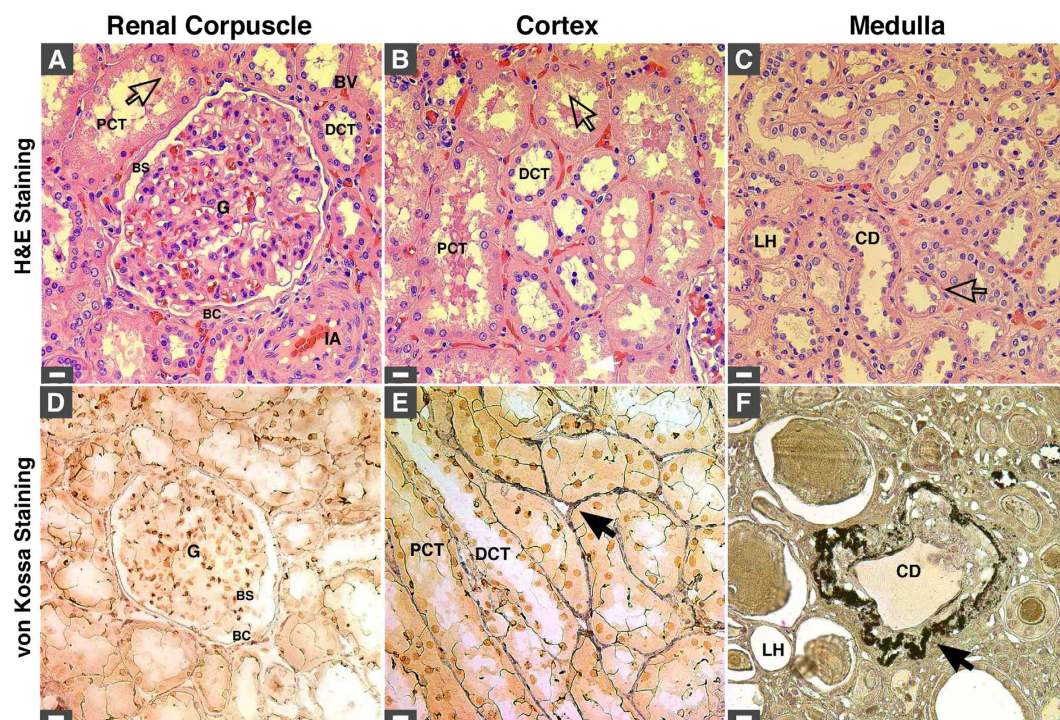 Renal Corpuscle
Cortex
Medulla
H&E Staining
A
PCT
BV
DCT
BS
G
BC
IA
B
DCT
PCT
C
LH
CD
von Kossa Staining
D
G
BS
BC
E
PCT
DCT
F
CD
LH